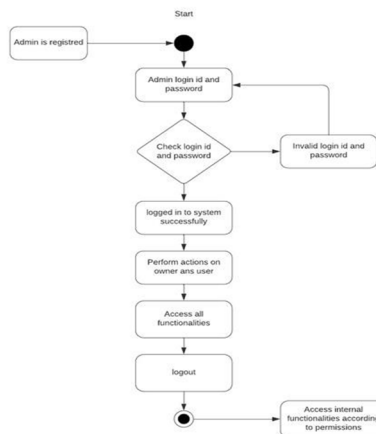 Start
Admin is registred
Admin login id and
password
Check login id
and password
Invalid login id and
password
logged in to system
successfully
Perform actions on
owner ans user
Access all
functionalities
logout
Access internal
functionalities according
to permissions